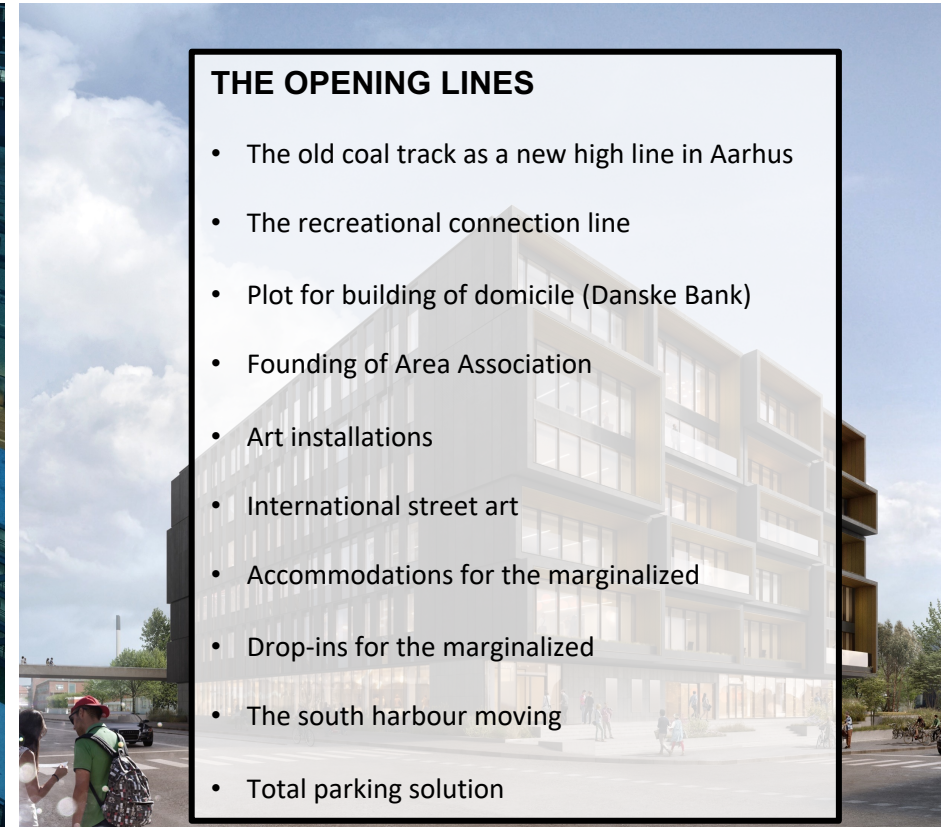 THE OPENING LINES
• The old coal track as a new high line in Aarhus
• The recreational connection line
• Plot for building of domicile (Danske Bank)
• Founding of Area Association
• Art installations
• International street art
• Accommodations for the marginalized
• Drop-ins for the marginalized
• The south harbour moving
• Total parking solution